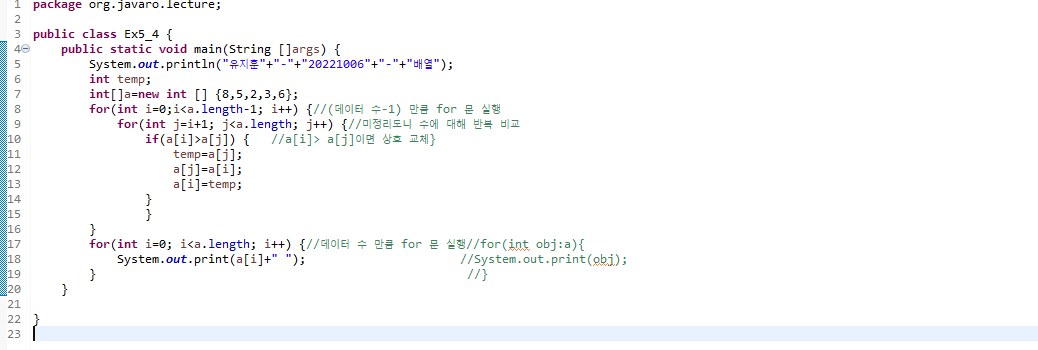 1 package org.javaro.lecture;
2
3 public class Ex5_4 {
4 public static void main(String []args) {
5 System.out.println("유지훈"+"-"+"20221006"+"-"+"배열");
6 int temp;
7 int[]a=new int [] {8,5,2,3,6};
8 for(int i=0;i<a.length-1; i++) {//(데이터 수-1) 만큼 for 문 실행
9 for(int j=i+1; j<a.length; j++) {//미정리도니 수에 대해 반복 비교
10 if(a[i]>a[j]) { //a[i]> a[j]이면 상호 교체}
11 temp=a[j];
12 a[j]=a[i];
13 a[i]=temp;
14 }
15 }
16 }
17 for(int i=0; i<a.length; i++) {//데이터 수 만큼 for 문 실행//for(int obj:a){
18 System.out.print(a[i]+" "); //System.out.print(obj);
19 } //}
20 }
21
22 }
23